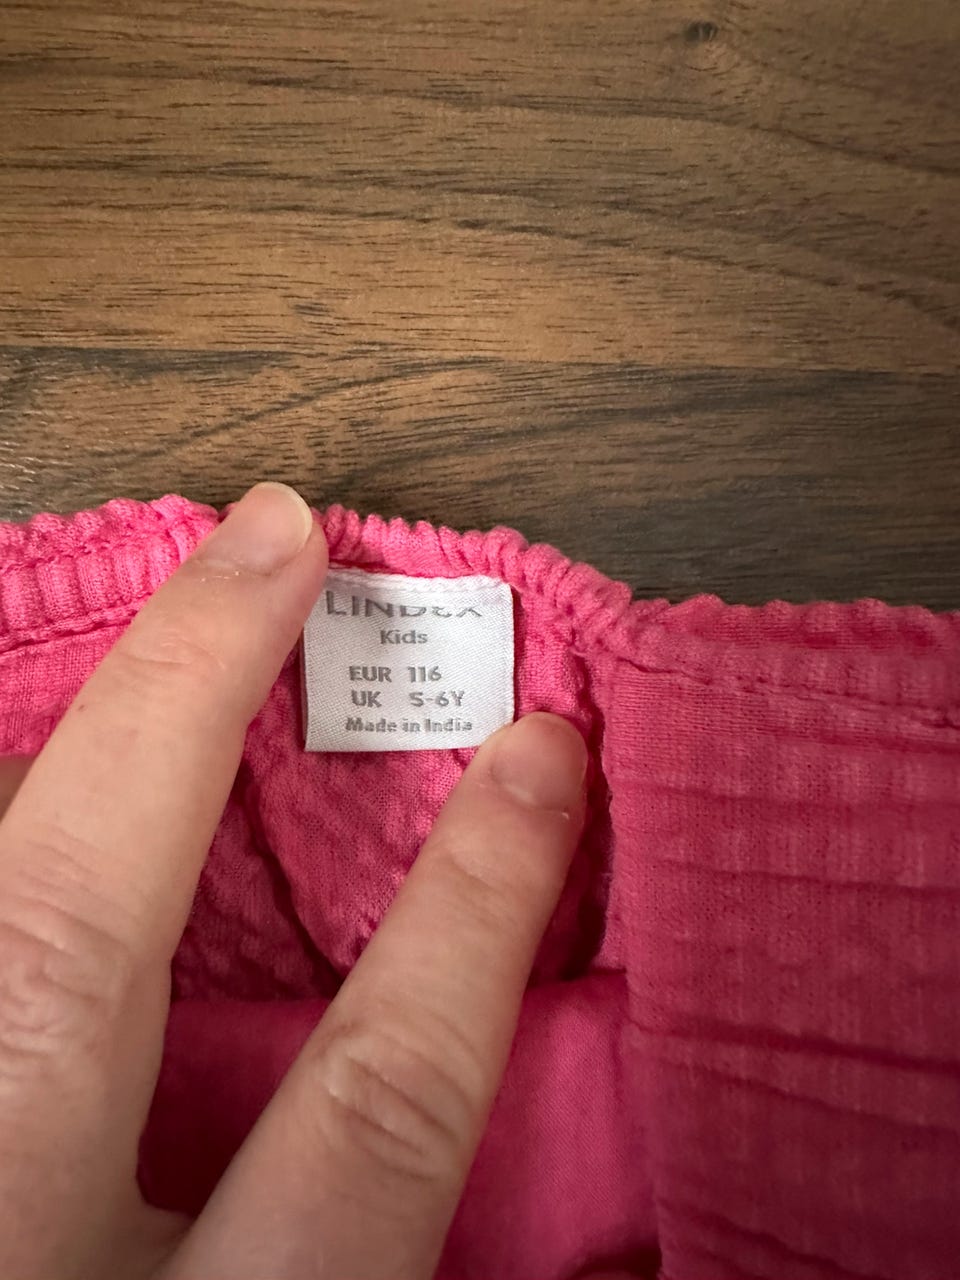 LINDEX
Kids
EUR 116
UK 5-6Y
Made in India